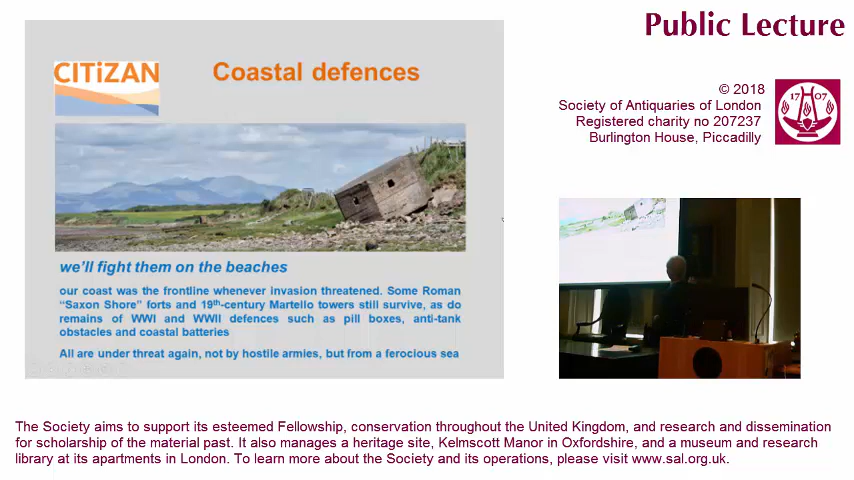 Public Lecture
© 2018
Society of Antiquaries of London
Registered charity no 207237
Burlington House, Piccadilly
17 07
CITiZAN
Coastal defences
we'll fight them on the beaches
our coast was the frontline whenever invasion threatened. Some Roman
"Saxon Shore" forts and 19th-century Martello towers still survive, as do
remains of WWI and WWII defences such as pill boxes, anti-tank
obstacles and coastal batteries
All are under threat again, not by hostile armies, but from a ferocious sea
The Society aims to support its esteemed Fellowship, conservation throughout the United Kingdom, and research and dissemination
for scholarship of the material past. It also manages a heritage site, Kelmscott Manor in Oxfordshire, and a museum and research
library at its apartments in London. To learn more about the Society and its operations, please visit www.sal.org.uk.